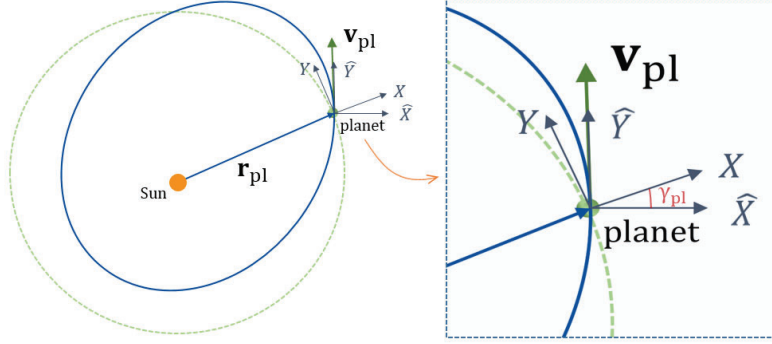 𝐯_pl
Y
Ŷ
X
X̂
planet
𝐫_pl
Sun
𝐯_pl
Y
Ŷ
X
γ_pl
X̂
planet